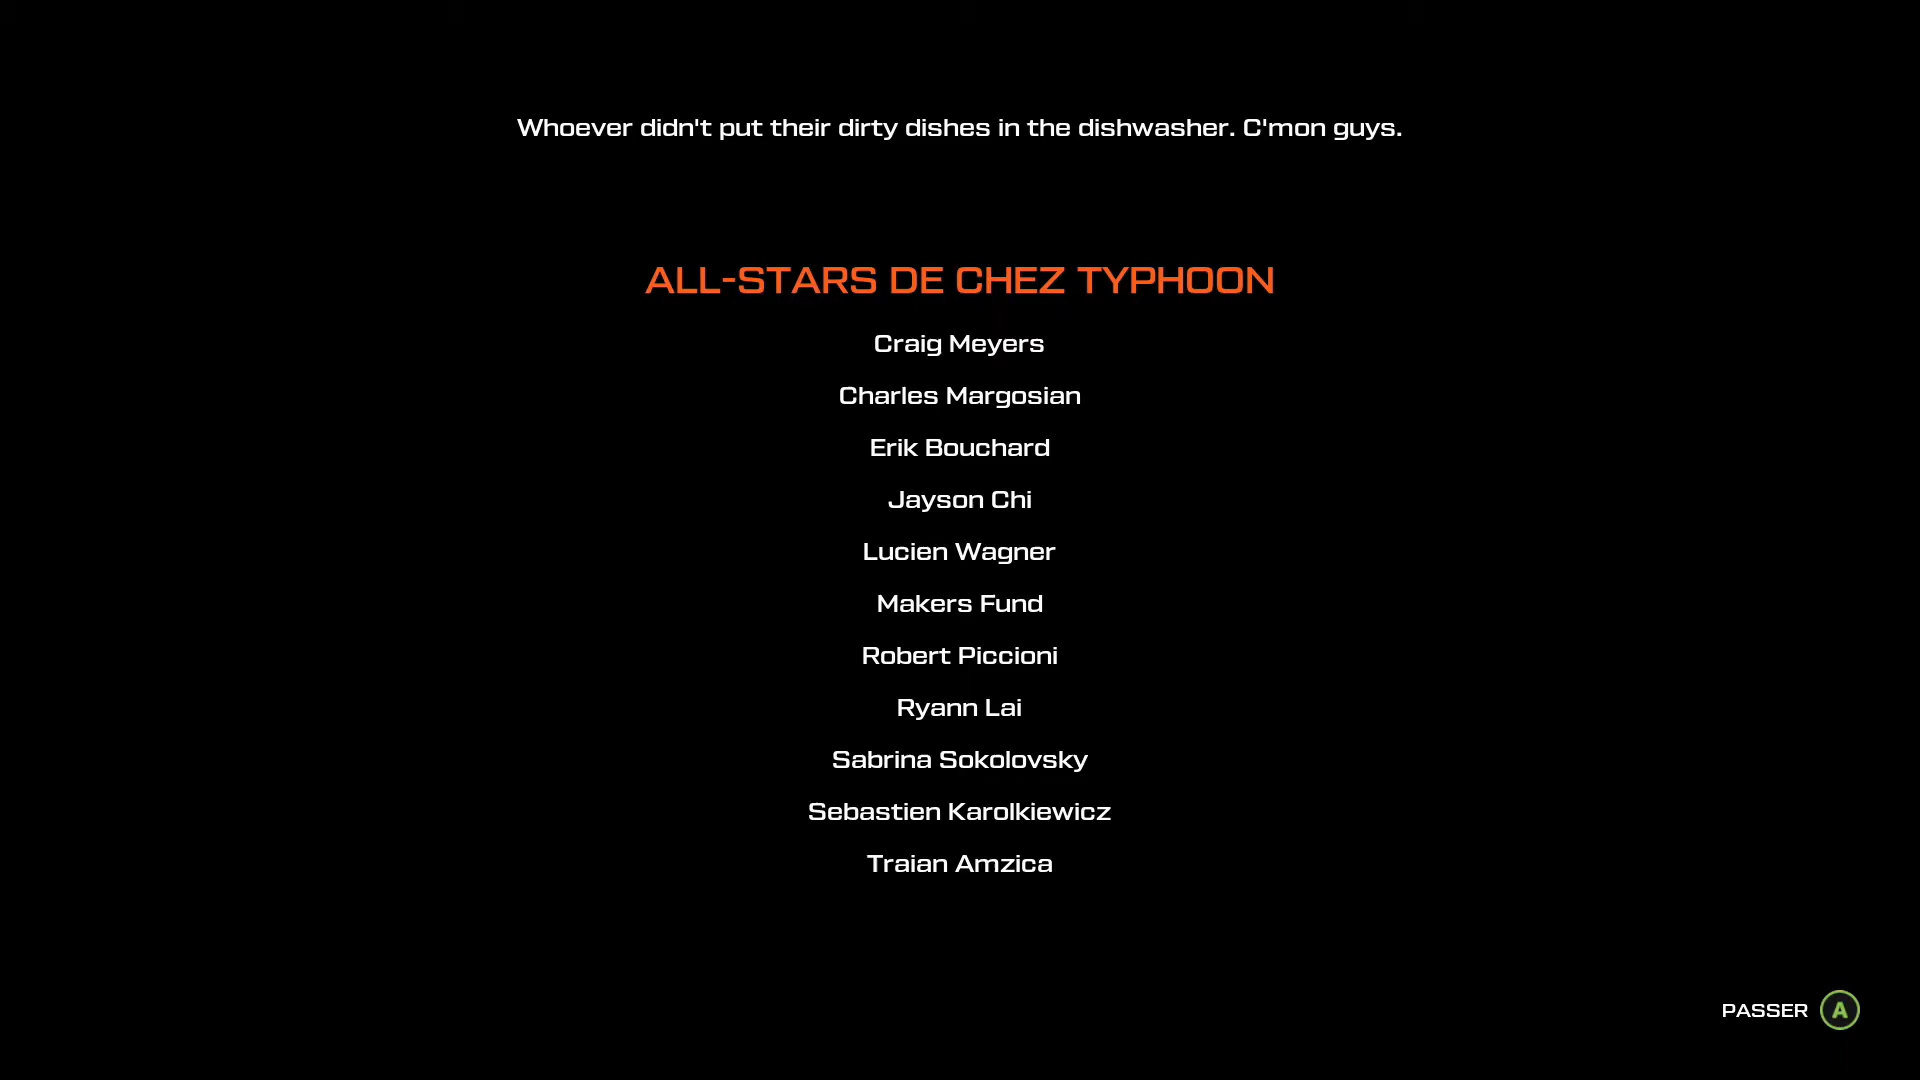 Whoever didn't put their dirty dishes in the dishwasher. C'mon guys.
ALL-STARS DE CHEZ TYPHOON
Craig Meyers
Charles Margosian
Erik Bouchard
Jayson Chi
Lucien Wagner
Makers Fund
Robert Piccioni
Ryann Lai
Sabrina Sokolovsky
Sebastien Karolkiewicz
Traian Amzica
PASSER A